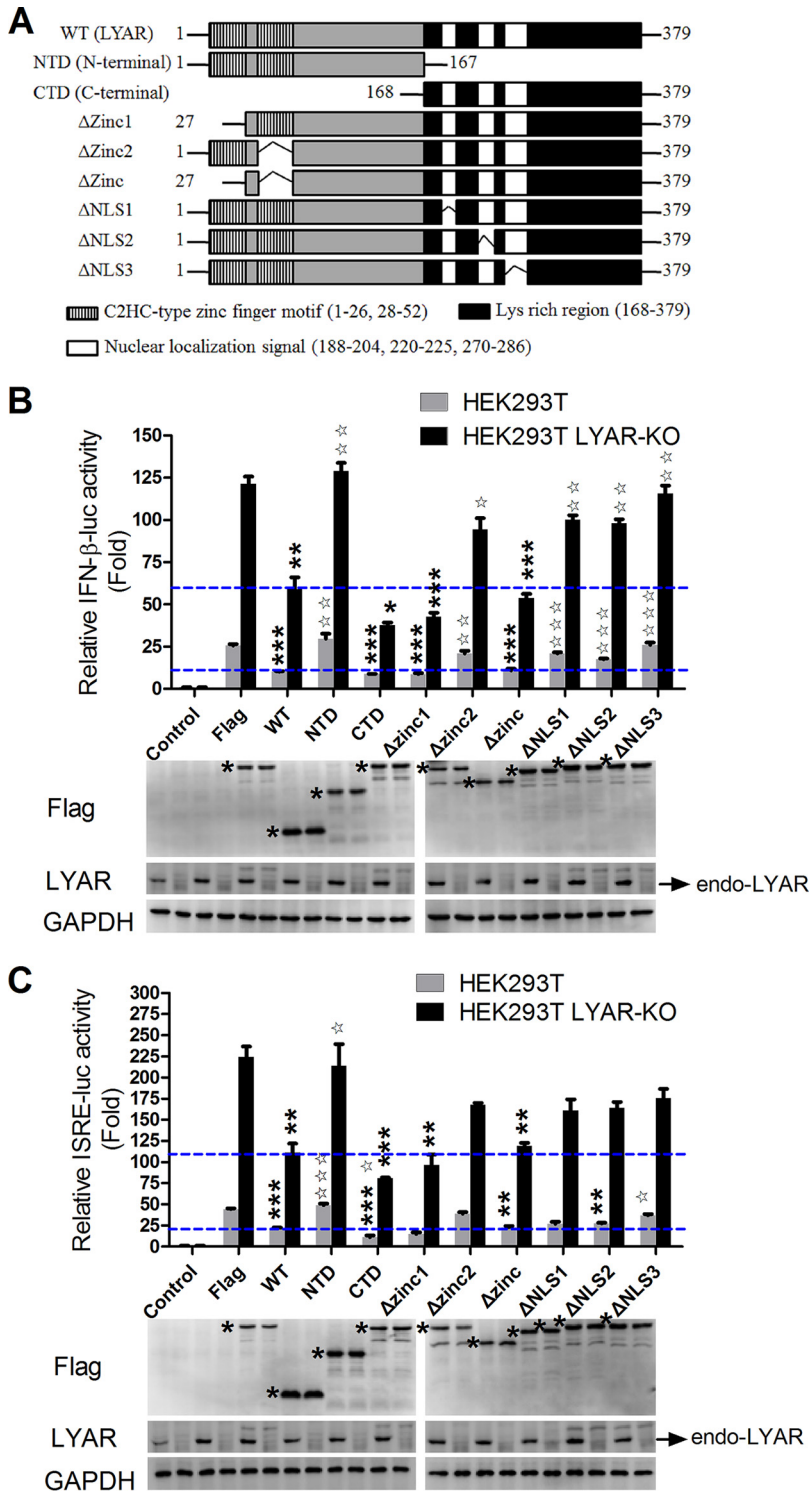 A
WT (LYAR) 1 379
NTD (N-terminal) 1 167
CTD (C-terminal) 168 379
ΔZinc1 27 379
ΔZinc2 1 379
ΔZinc 27 379
ΔNLS1 1 379
ΔNLS2 1 379
ΔNLS3 1 379
C2HC-type zinc finger motif (1-26, 28-52) Lys rich region (168-379)
Nuclear localization signal (188-204, 220-225, 270-286)
B
HEK293T
HEK293T LYAR-KO
Relative IFN-β-luc activity
(Fold)
150
125
100
75
50
25
0
*** ** ☆☆ ☆☆ *** * *** *** ☆☆ ☆ *** *** ☆☆☆ ☆☆ ☆☆☆ ☆☆ ☆☆☆ ☆☆
Control Flag WT NTD CTD Δzinc1 Δzinc2 Δzinc ΔNLS1 ΔNLS2 ΔNLS3
Flag * * * * * * * * *
LYAR endo-LYAR
GAPDH
C
HEK293T
HEK293T LYAR-KO
Relative ISRE-luc activity
(Fold)
300
275
250
225
200
175
150
125
100
75
50
25
0
*** ** ☆☆☆ ☆ *** ☆ *** ** ** ** ** ☆
Control Flag WT NTD CTD Δzinc1 Δzinc2 Δzinc ΔNLS1 ΔNLS2 ΔNLS3
Flag * * * * * * * * *
LYAR endo-LYAR
GAPDH